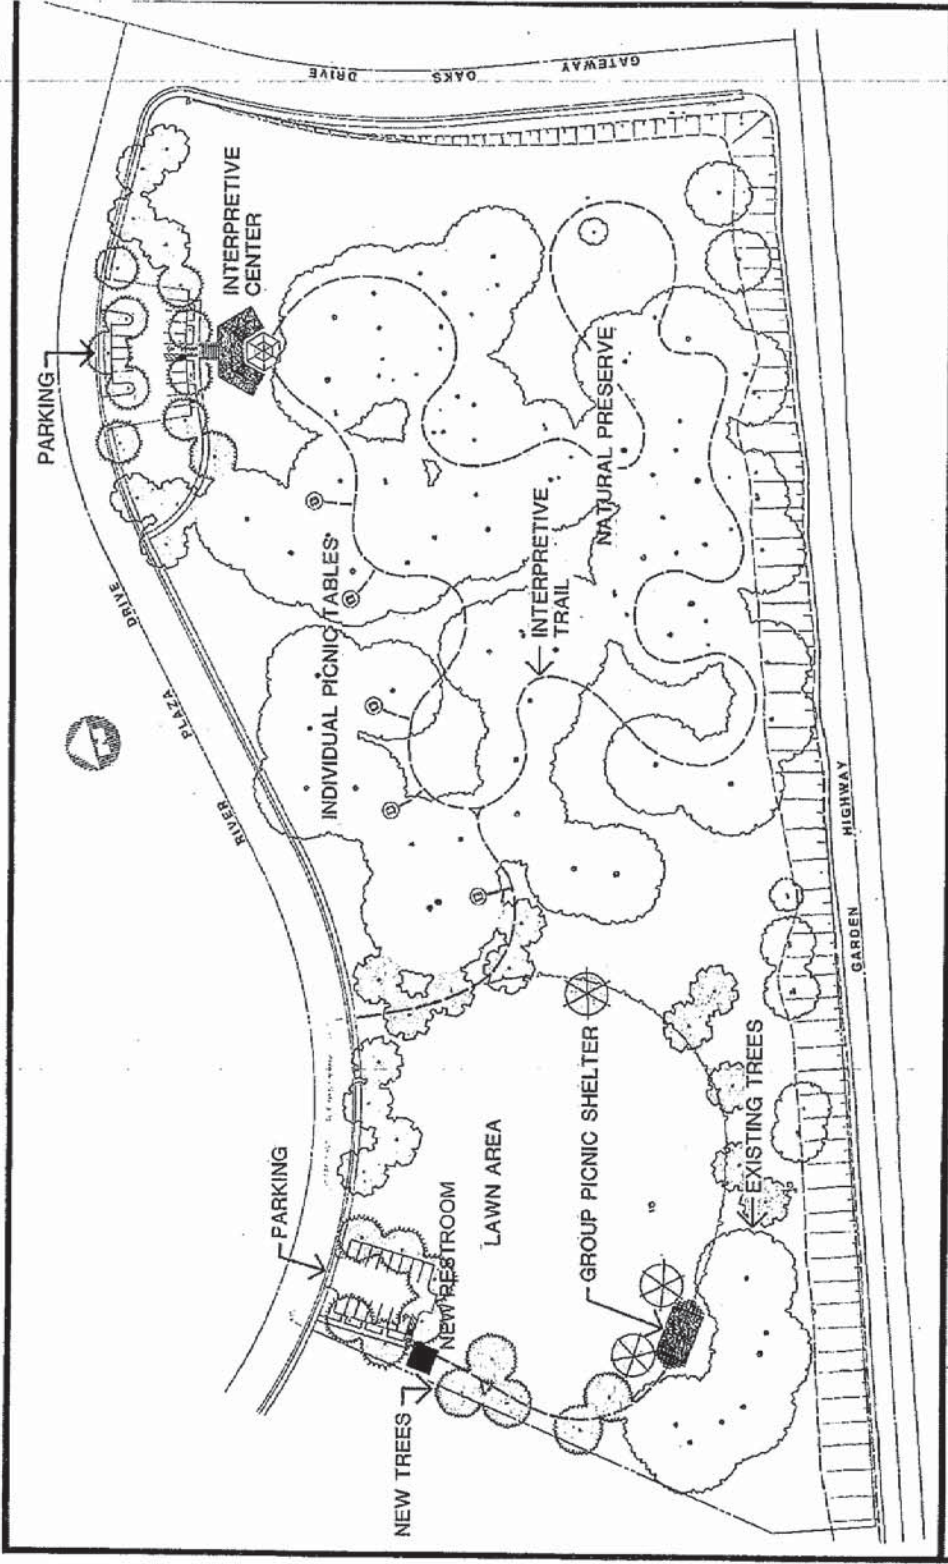 GATEWAY OAKS DRIVE
PARKING
INTERPRETIVE
CENTER
RIVER PLAZA DRIVE
INDIVIDUAL PICNIC TABLES
NATURAL PRESERVE
INTERPRETIVE
TRAIL
GARDEN HIGHWAY
PARKING
NEW RESTROOM
LAWN AREA
GROUP PICNIC SHELTER
EXISTING TREES
NEW TREES